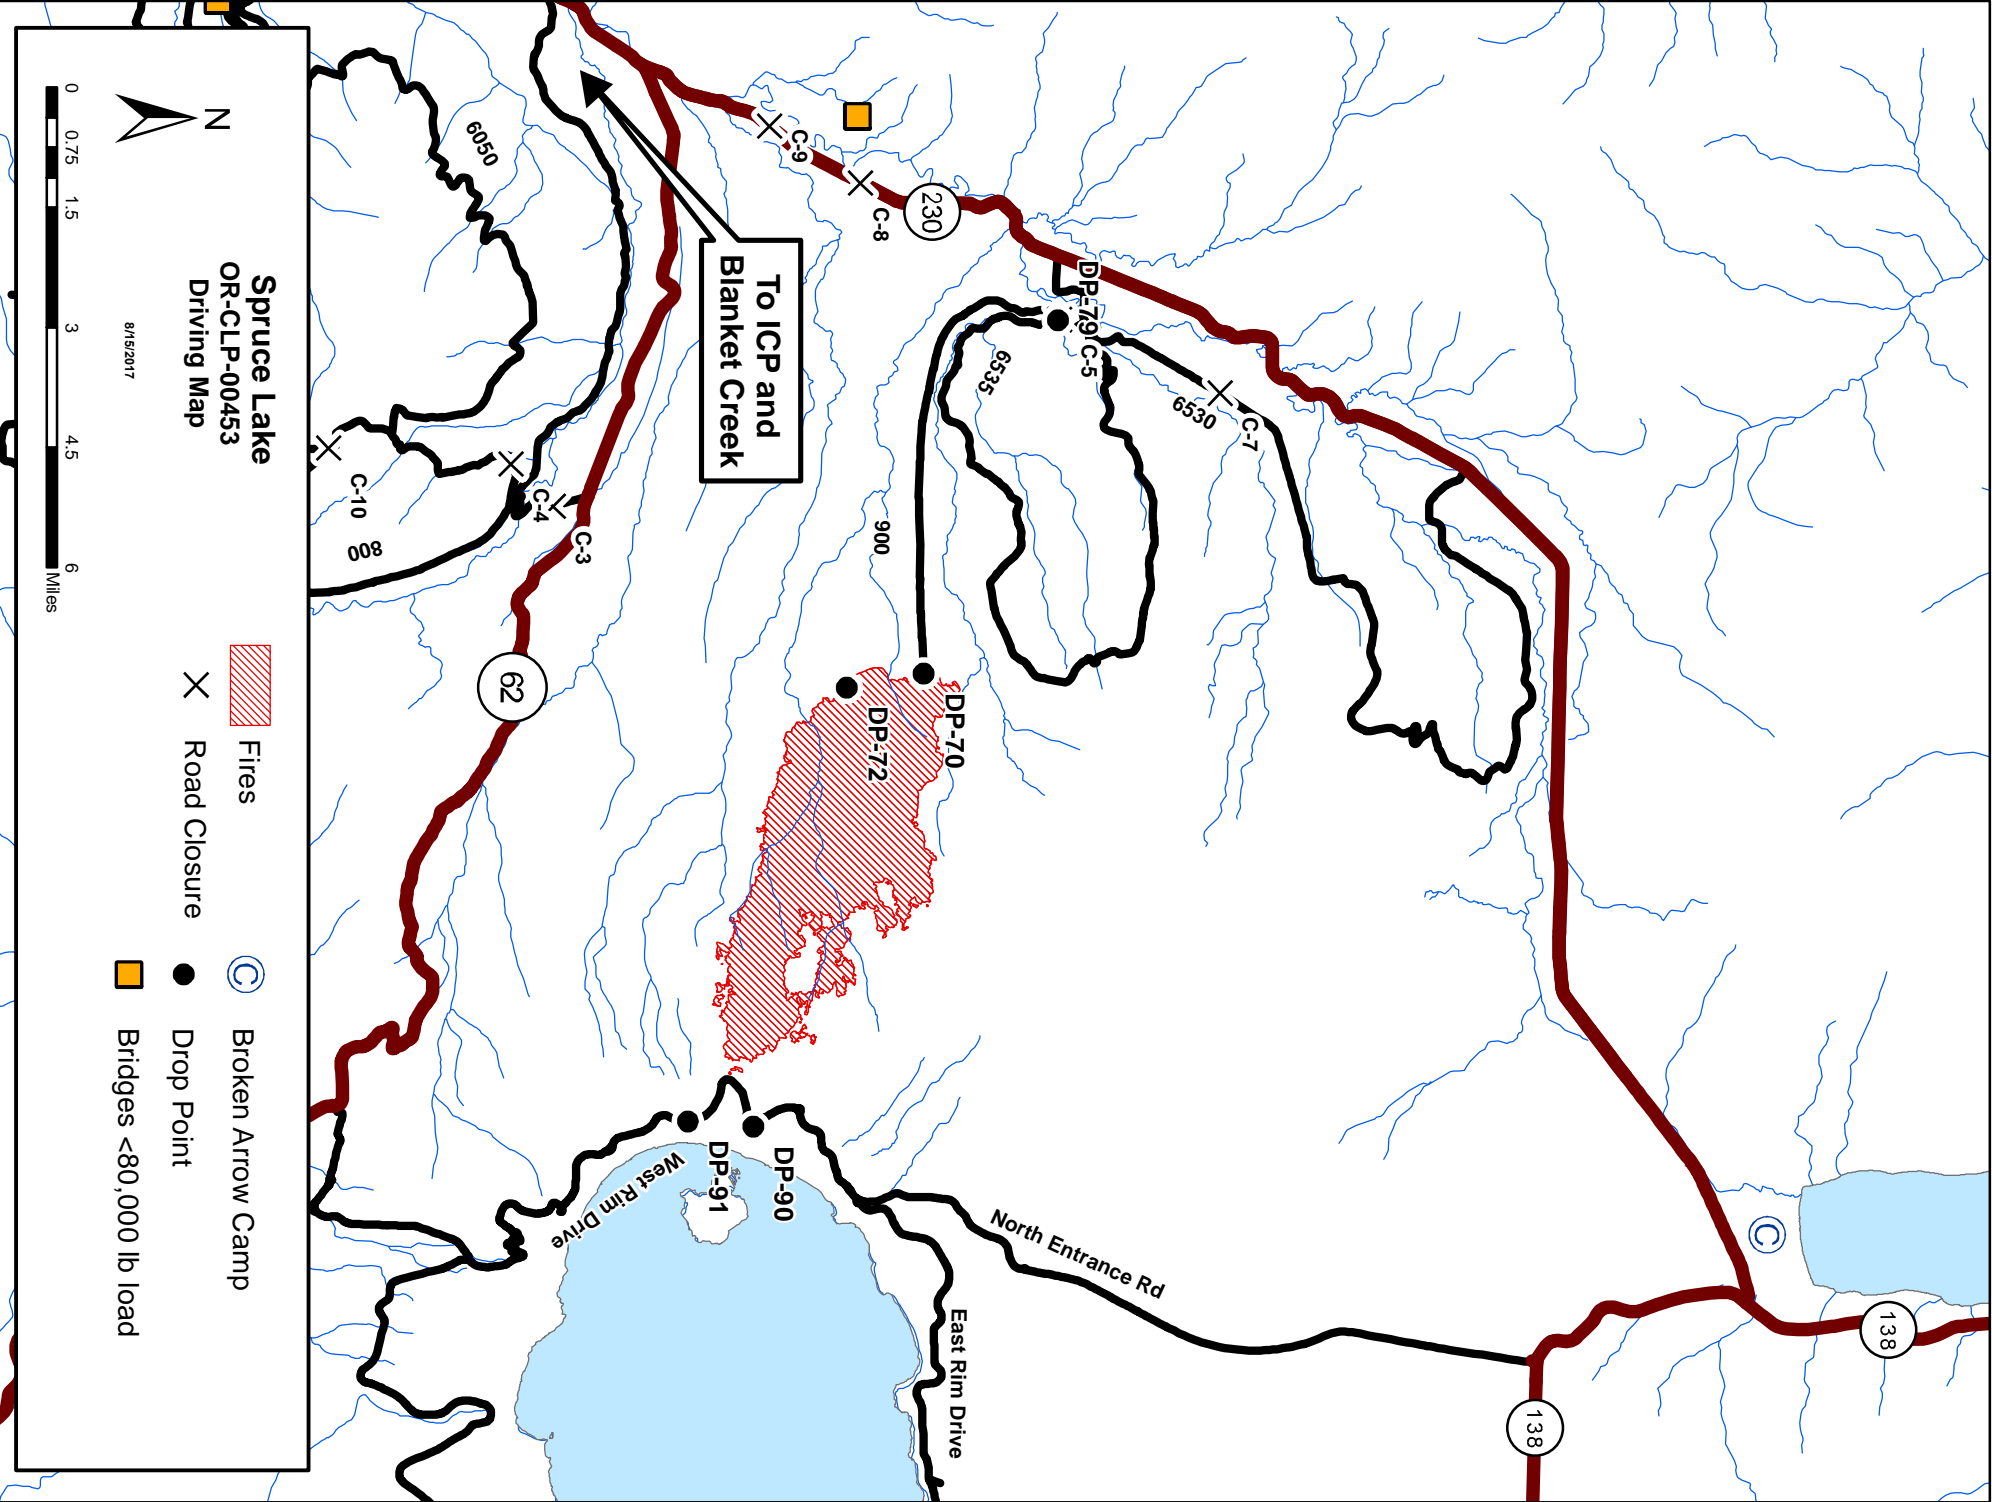 138
138
C
North Entrance Rd
East Rim Drive
DP-90
DP-91
West Rim Drive
DP-70
DP-72
C-7
6530
DP-79
C-5
6535
900
230
C-8
C-9
To ICP and
Blanket Creek
C-3
62
C-4
C-10
800
6050
N
Spruce Lake
OR-CLP-00453
Driving Map
8/15/2017
0 0.75 1.5 3 4.5 6
Miles
Fires
Road Closure
C Broken Arrow Camp
Drop Point
Bridges <80,000 lb load